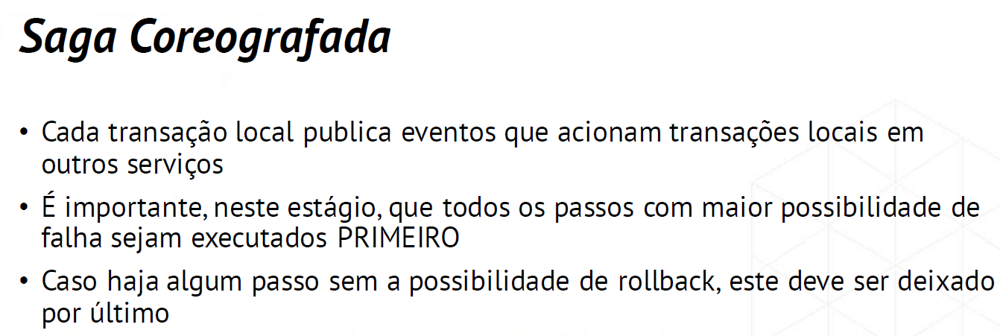 Saga Coreografada
• Cada transação local publica eventos que acionam transações locais em
outros serviços
• É importante, neste estágio, que todos os passos com maior possibilidade de
falha sejam executados PRIMEIRO
• Caso haja algum passo sem a possibilidade de rollback, este deve ser deixado
por último